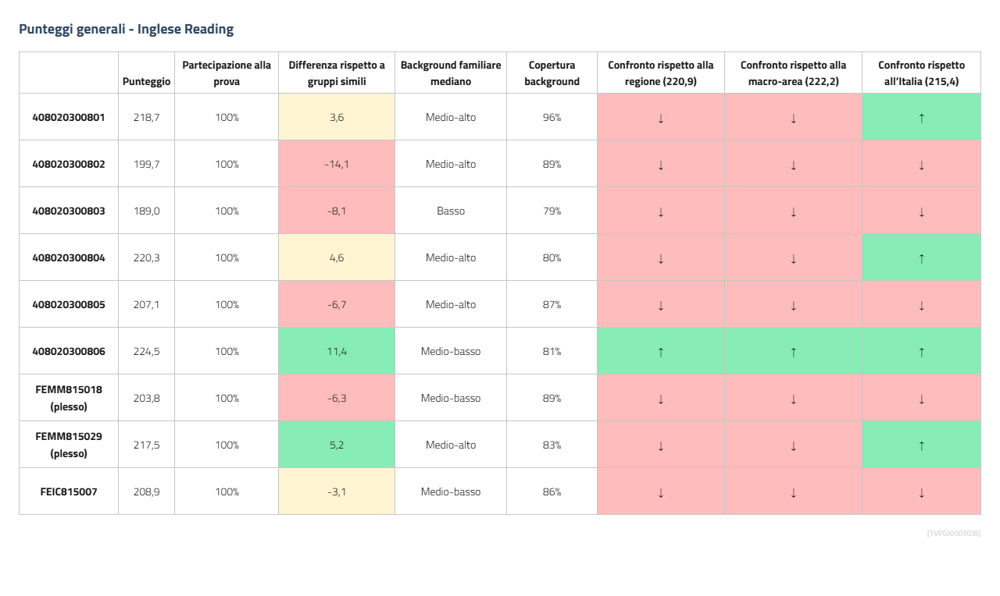 Punteggi generali - Inglese Reading
Punteggio
Partecipazione alla prova
Differenza rispetto a gruppi simili
Background familiare mediano
Copertura background
Confronto rispetto alla regione (220,9)
Confronto rispetto alla macro-area (222,2)
Confronto rispetto all'Italia (215,4)
408020300801 218,7 100% 3,6 Medio-alto 96% ↓ ↓ ↑
408020300802 199,7 100% -14,1 Medio-alto 89% ↓ ↓ ↓
408020300803 189,0 100% -8,1 Basso 79% ↓ ↓ ↓
408020300804 220,3 100% 4,6 Medio-alto 80% ↓ ↓ ↑
408020300805 207,1 100% -6,7 Medio-alto 87% ↓ ↓ ↓
408020300806 224,5 100% 11,4 Medio-basso 81% ↑ ↑ ↑
FEMM815018 (plesso) 203,8 100% -6,3 Medio-basso 89% ↓ ↓ ↓
FEMM815029 (plesso) 217,5 100% 5,2 Medio-alto 83% ↓ ↓ ↑
FEIC815007 208,9 100% -3,1 Medio-basso 86% ↓ ↓ ↓
[TVPGXXXRX08]